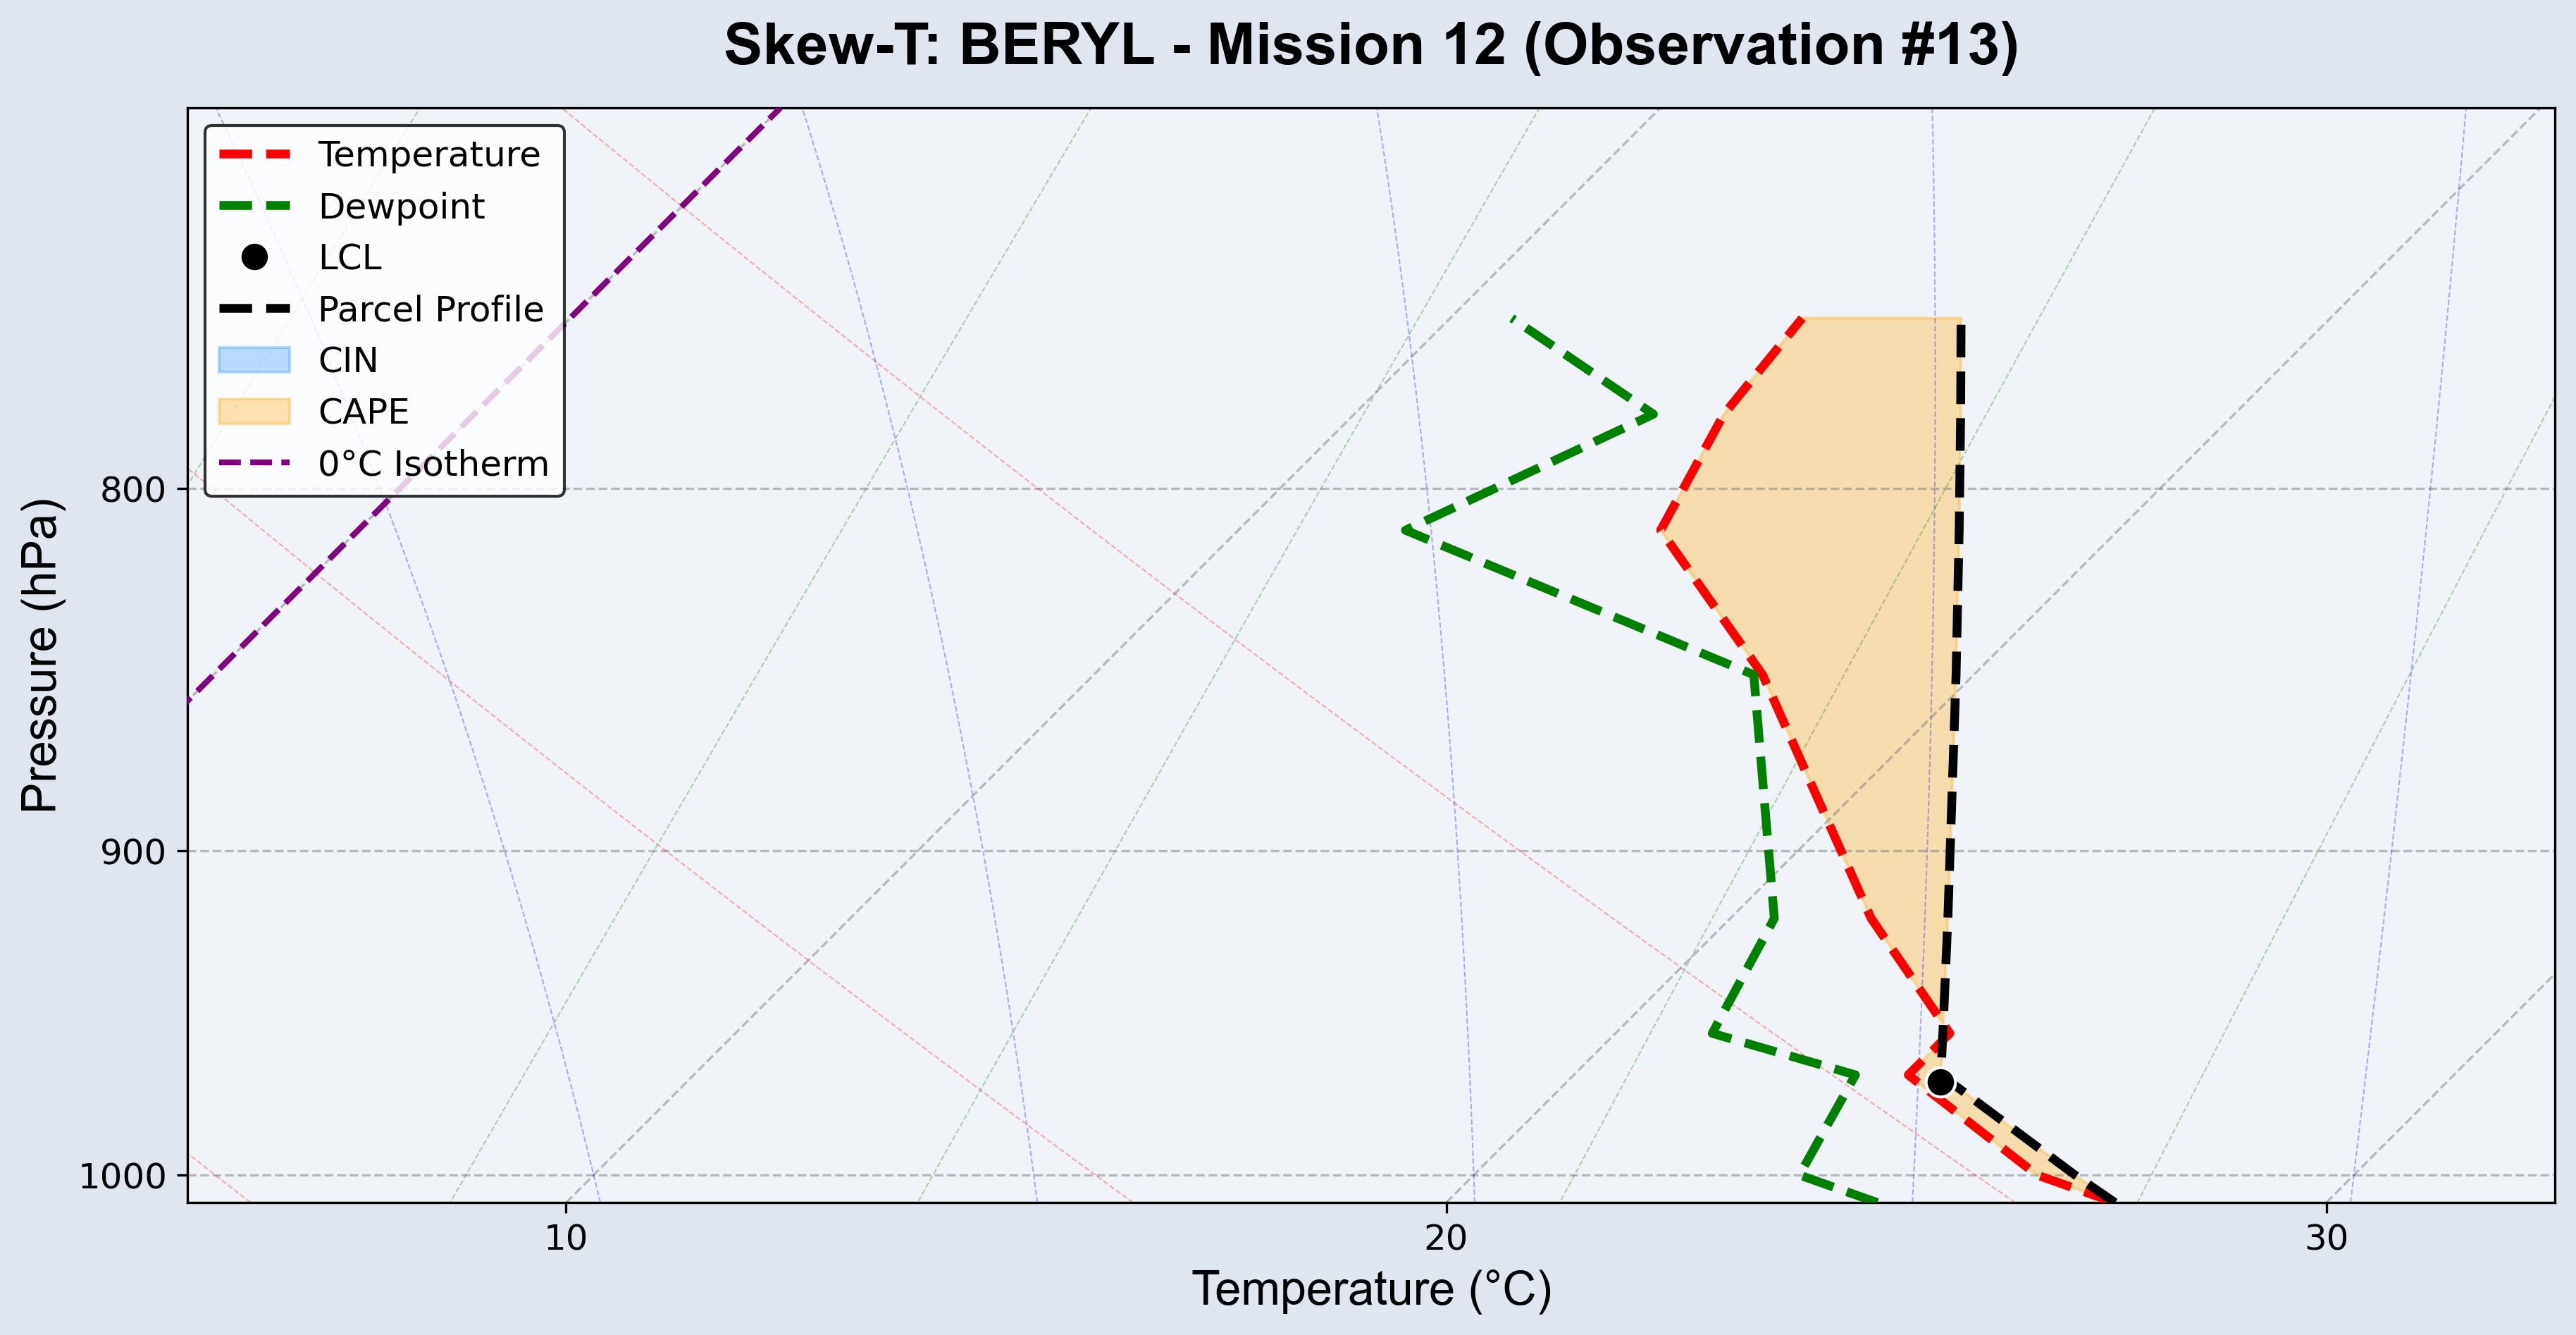 Skew-T: BERYL - Mission 12 (Observation #13)
Temperature
Dewpoint
LCL
Parcel Profile
CIN
CAPE
0°C Isotherm
Pressure (hPa)
800
900
1000
10
20
30
Temperature (°C)